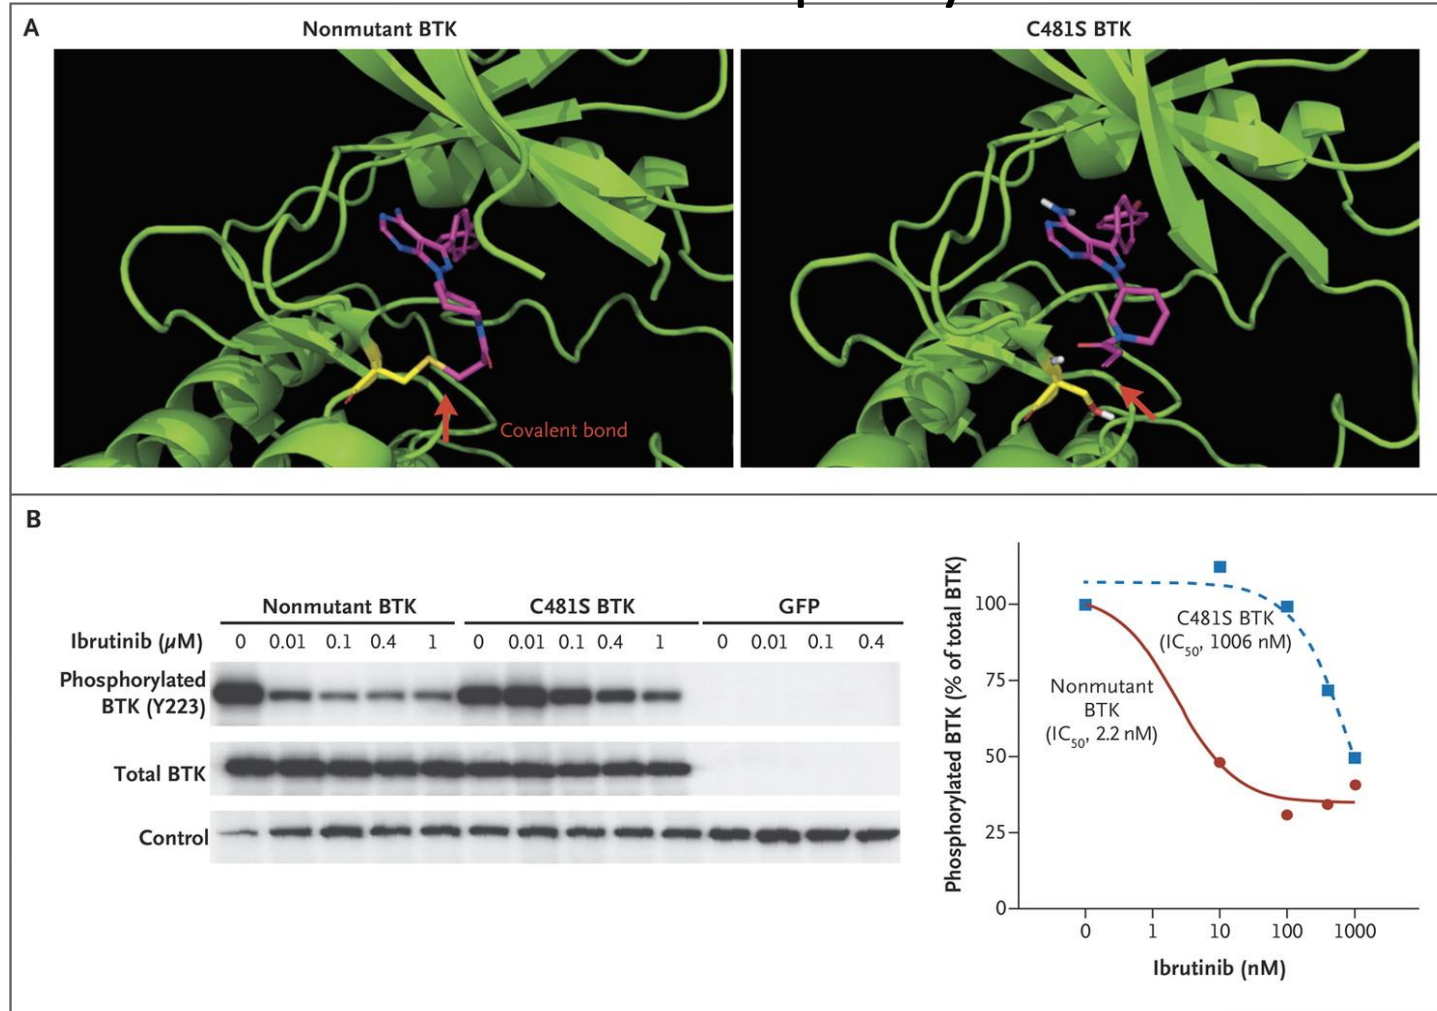 A
Nonmutant BTK
C481S BTK
Covalent bond
B
Nonmutant BTK
C481S BTK
GFP
Ibrutinib (µM)
0 0.01 0.1 0.4 1 0 0.01 0.1 0.4 1 0 0.01 0.1 0.4
Phosphorylated
BTK (Y223)
Total BTK
Control
Phosphorylated BTK (% of total BTK)
100
75
50
25
0
C481S BTK
(IC50, 1006 nM)
Nonmutant
BTK
(IC50, 2.2 nM)
0 1 10 100 1000
Ibrutinib (nM)